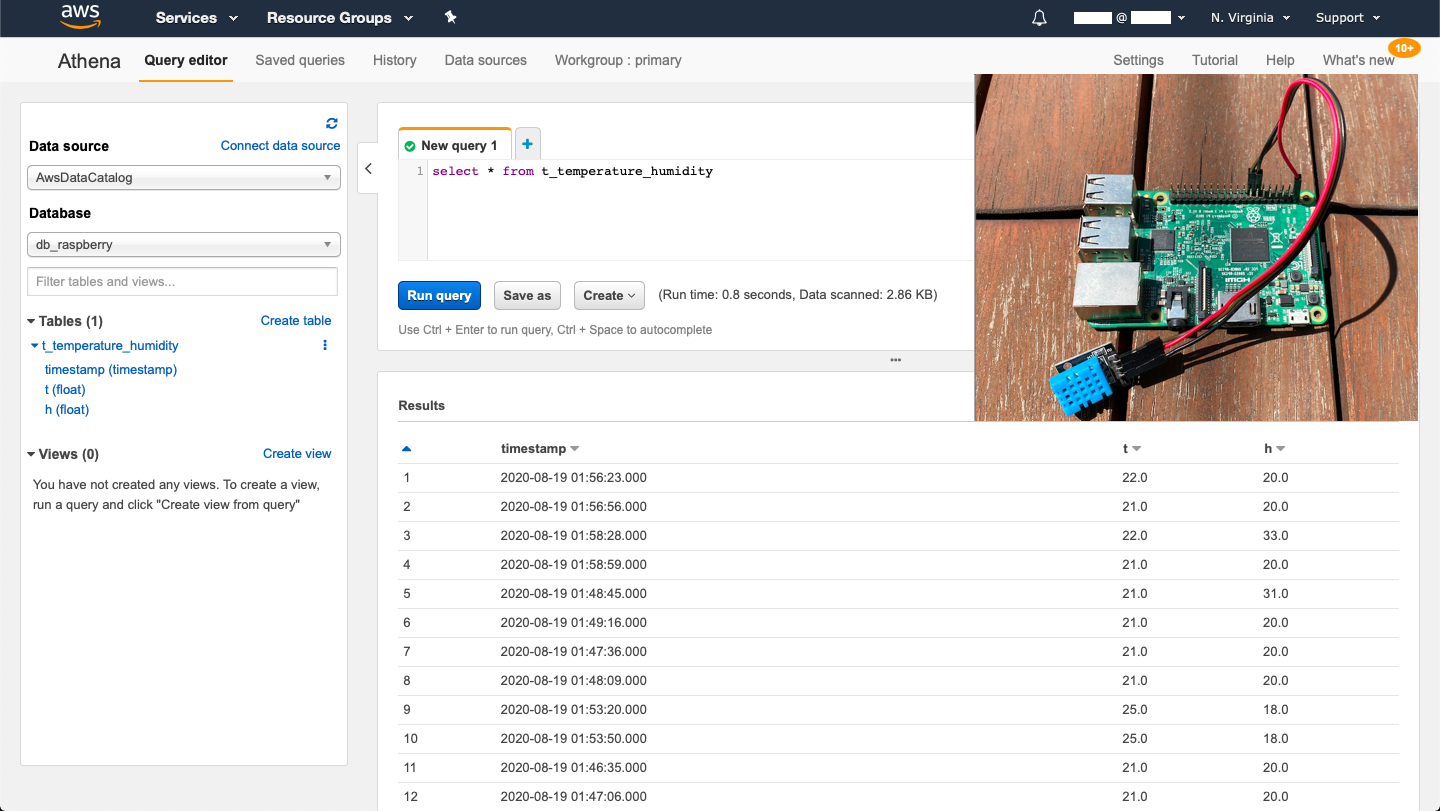 aws
Services
Resource Groups
@
N. Virginia
Support
Athena
Query editor
Saved queries
History
Data sources
Workgroup : primary
Settings
Tutorial
Help
What's new
10+
Data source
Connect data source
AwsDataCatalog
Database
db_raspberry
Filter tables and views...
Tables (1)
Create table
t_temperature_humidity
timestamp (timestamp)
t (float)
h (float)
Views (0)
Create view
You have not created any views. To create a view,
run a query and click "Create view from query"
New query 1
+
1 select * from t_temperature_humidity
Run query
Save as
Create
(Run time: 0.8 seconds, Data scanned: 2.86 KB)
Use Ctrl + Enter to run query, Ctrl + Space to autocomplete
Results
timestamp t h
1 2020-08-19 01:56:23.000 22.0 20.0
2 2020-08-19 01:56:56.000 21.0 20.0
3 2020-08-19 01:58:28.000 22.0 33.0
4 2020-08-19 01:58:59.000 21.0 20.0
5 2020-08-19 01:48:45.000 21.0 31.0
6 2020-08-19 01:49:16.000 21.0 20.0
7 2020-08-19 01:47:36.000 21.0 20.0
8 2020-08-19 01:48:09.000 21.0 20.0
9 2020-08-19 01:53:20.000 25.0 18.0
10 2020-08-19 01:53:50.000 25.0 18.0
11 2020-08-19 01:46:35.000 21.0 20.0
12 2020-08-19 01:47:06.000 21.0 20.0